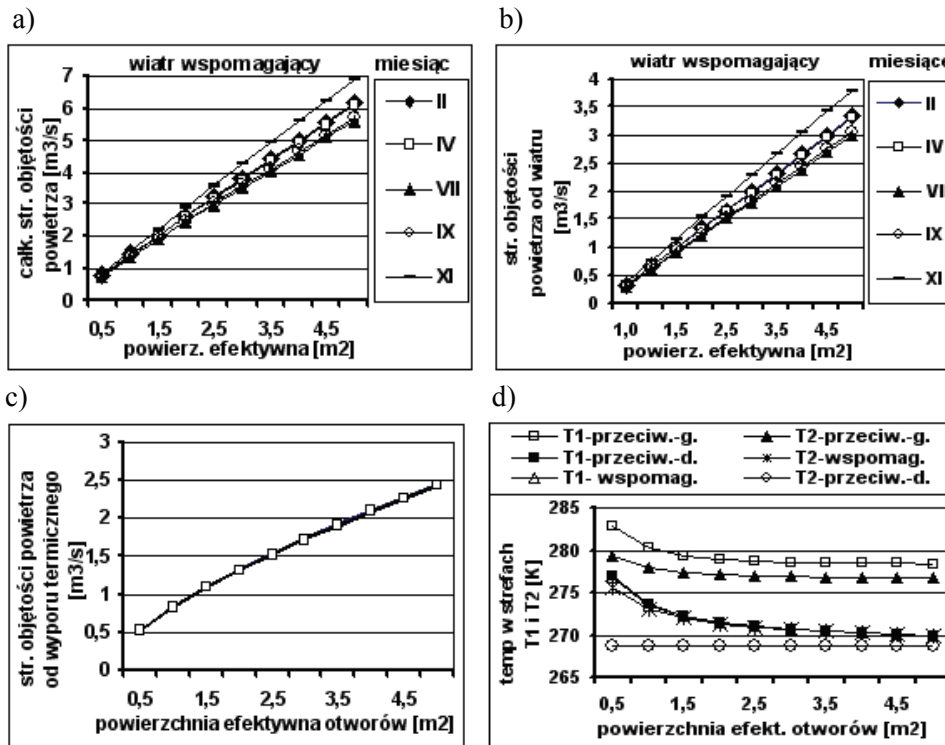 a)
wiatr wspomagający
miesiąc
całk. str. objętości
powietrza [m3/s]
7
6
5
4
3
2
1
0
0,5
1,5
2,5
3,5
4,5
powierz. efektywna [m2]
II
IV
VII
IX
XI
b)
wiatr wspomagający
miesiące
str. objętości
powietrza od wiatru
[m3/s]
4
3,5
3
2,5
2
1,5
1
0,5
0
1,0
1,5
2,5
3,5
4,5
powierz. efektywna [m2]
II
IV
VII
IX
XI
c)
str. objętości powietrza
od wyporu termicznego
[m3/s]
3
2,5
2
1,5
1
0,5
0
0,5
1,5
2,5
3,5
4,5
powierzchnia efektywna otworów [m2]
d)
T1-przeciw.-g.
T2-przeciw.-g.
T1-przeciw.-d.
T2-wspomag.
T1- wspomag.
T2-przeciw.-d.
temp w strefach
T1 i T2 [K]
285
280
275
270
265
0,5
1,5
2,5
3,5
4,5
powierzchnia efekt. otworów [m2]